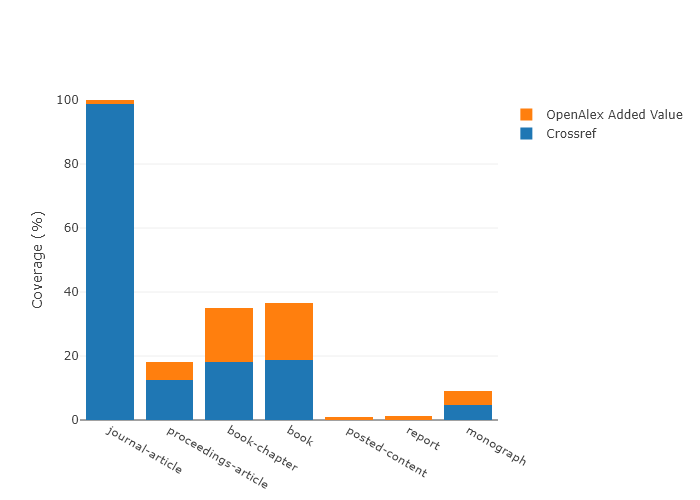 100
80
60
40
20
0
Coverage (%)
journal-article
proceedings-article
book-chapter
book
posted-content
report
monograph
OpenAlex Added Value
Crossref